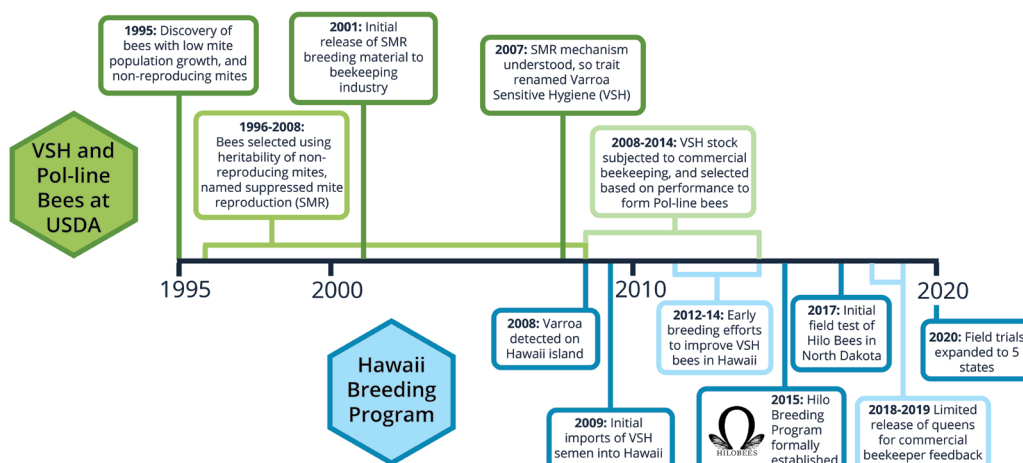 1995: Discovery of
bees with low mite
population growth, and
non-reproducing mites
2001: Initial
release of SMR
breeding material to
beekeeping
industry
2007: SMR mechanism
understood, so trait
renamed Varroa
Sensitive Hygiene (VSH)
VSH and
Pol-line
Bees at
USDA
1996-2008:
Bees selected using
heritability of non-
reproducing mites,
named suppressed mite
reproduction (SMR)
2008-2014: VSH stock
subjected to commercial
beekeeping, and selected
based on performance to
form Pol-line bees
1995
2000
2010
2020
Hawaii
Breeding
Program
2008: Varroa
detected on
Hawaii island
2009: Initial
imports of VSH
semen into Hawaii
2012-14: Early
breeding efforts
to improve VSH
bees in Hawaii
HILOBEES
2015: Hilo
Breeding
Program
formally
established
2017: Initial
field test of
Hilo Bees in
North Dakota
2018-2019 Limited
release of queens
for commercial
beekeeper feedback
2020: Field trials
expanded to 5
states